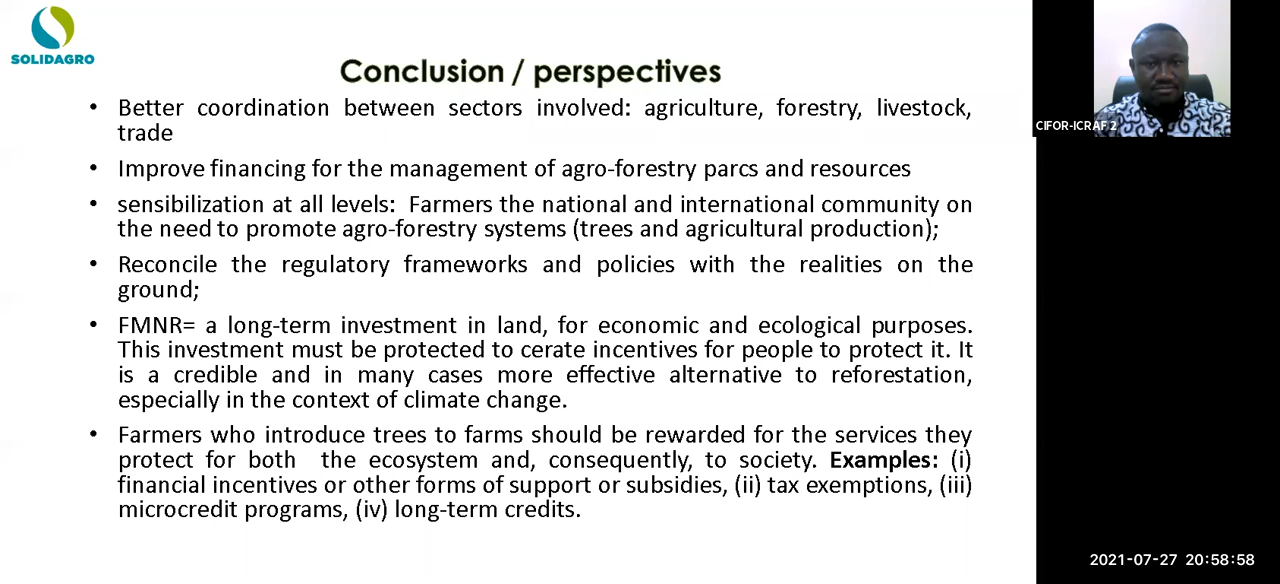 SOLIDAGRO
Conclusion / perspectives
• Better coordination between sectors involved: agriculture, forestry, livestock,
trade
• Improve financing for the management of agro-forestry parcs and resources
• sensibilization at all levels: Farmers the national and international community on
the need to promote agro-forestry systems (trees and agricultural production);
• Reconcile the regulatory frameworks and policies with the realities on the
ground;
• FMNR= a long-term investment in land, for economic and ecological purposes.
This investment must be protected to cerate incentives for people to protect it. It
is a credible and in many cases more effective alternative to reforestation,
especially in the context of climate change.
• Farmers who introduce trees to farms should be rewarded for the services they
protect for both the ecosystem and, consequently, to society. Examples: (i)
financial incentives or other forms of support or subsidies, (ii) tax exemptions, (iii)
microcredit programs, (iv) long-term credits.
CIFOR-ICRAF 2
2021-07-27 20:58:58